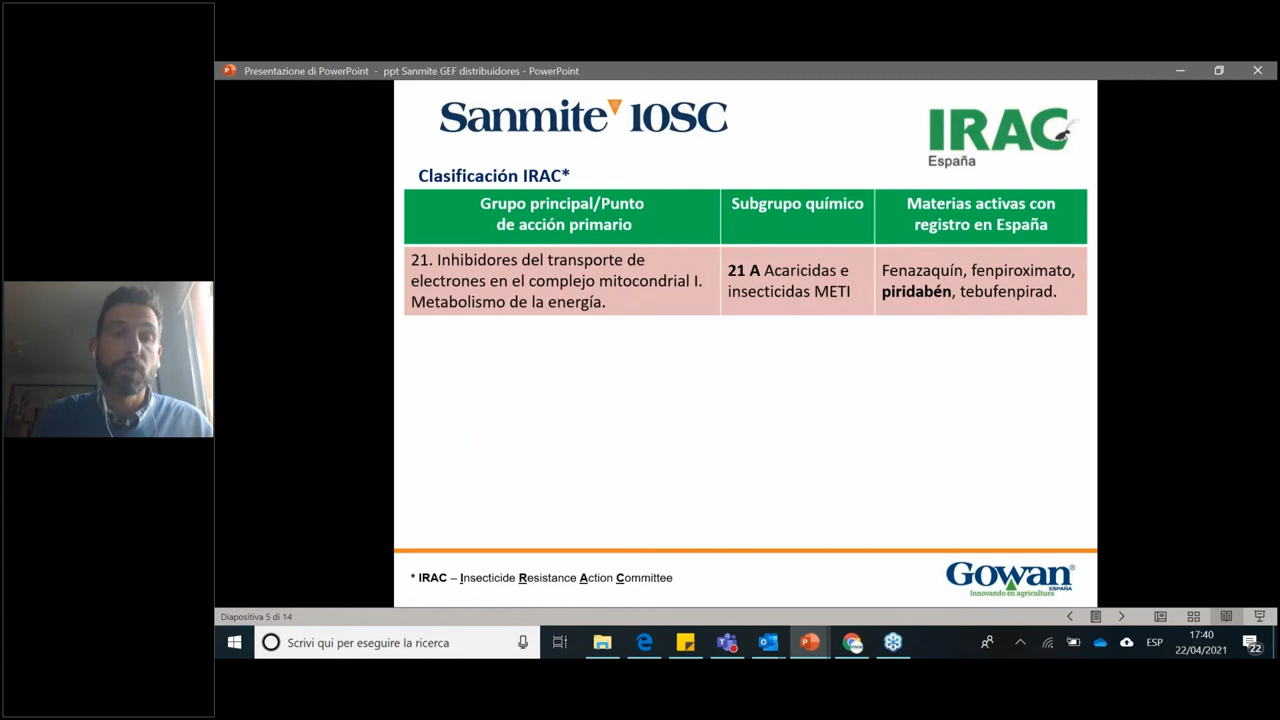 Presentazione di PowerPoint - ppt Sanmite GEF distribuidores - PowerPoint
Sanmite 10SC
IRAC
España
Clasificación IRAC*
Grupo principal/Punto
de acción primario
Subgrupo químico
Materias activas con
registro en España
21. Inhibidores del transporte de
electrones en el complejo mitocondrial I.
Metabolismo de la energía.
21 A Acaricidas e
insecticidas METI
Fenazaquín, fenpiroximato,
piridabén, tebufenpirad.
* IRAC – Insecticide Resistance Action Committee
Gowan®
ESPAÑA
Innovando en agricultura
Diapositiva 5 di 14
Scrivi qui per eseguire la ricerca
ESP
17:40
22/04/2021
22